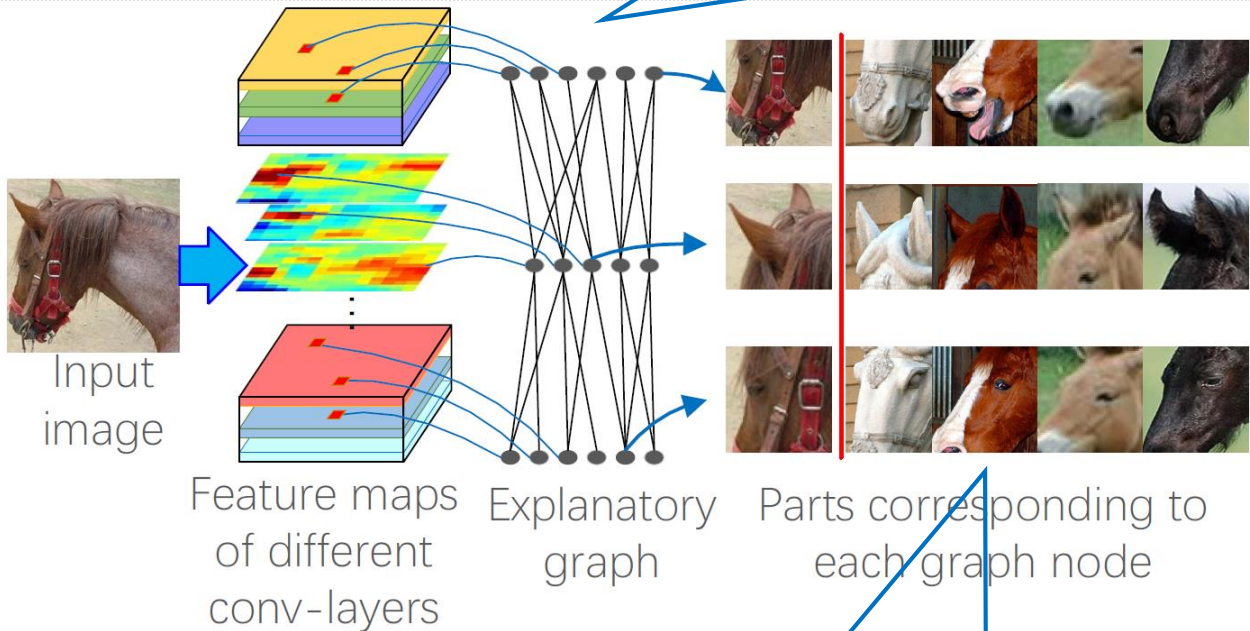 Input
image
Feature maps
of different
conv-layers
Explanatory
graph
Parts corresponding to
each graph node